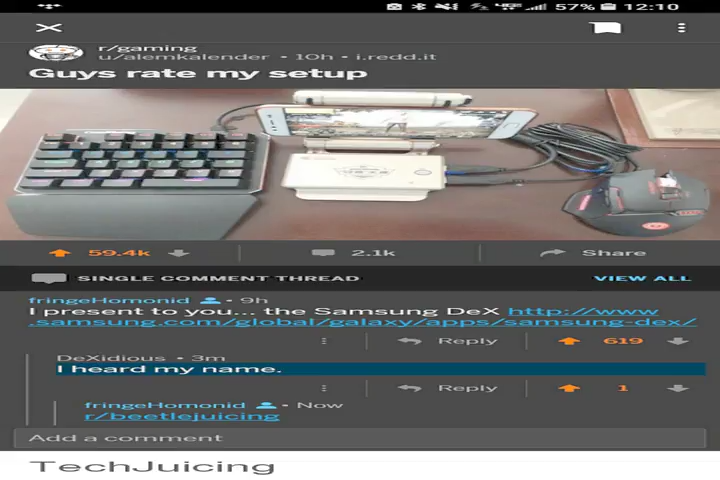 57% 12:10
r/gaming
u/alemkalender • 10h • i.redd.it
Guys rate my setup
59.4k 2.1k Share
SINGLE COMMENT THREAD VIEW ALL
fringeHomonid • 9h
I present to you... the Samsung DeX http://www
.samsung.com/global/galaxy/apps/samsung-dex/
Reply 619
DeXidious • 3m
I heard my name.
Reply 1
fringeHomonid • Now
r/beetlejuicing
Add a comment
TechJuicing